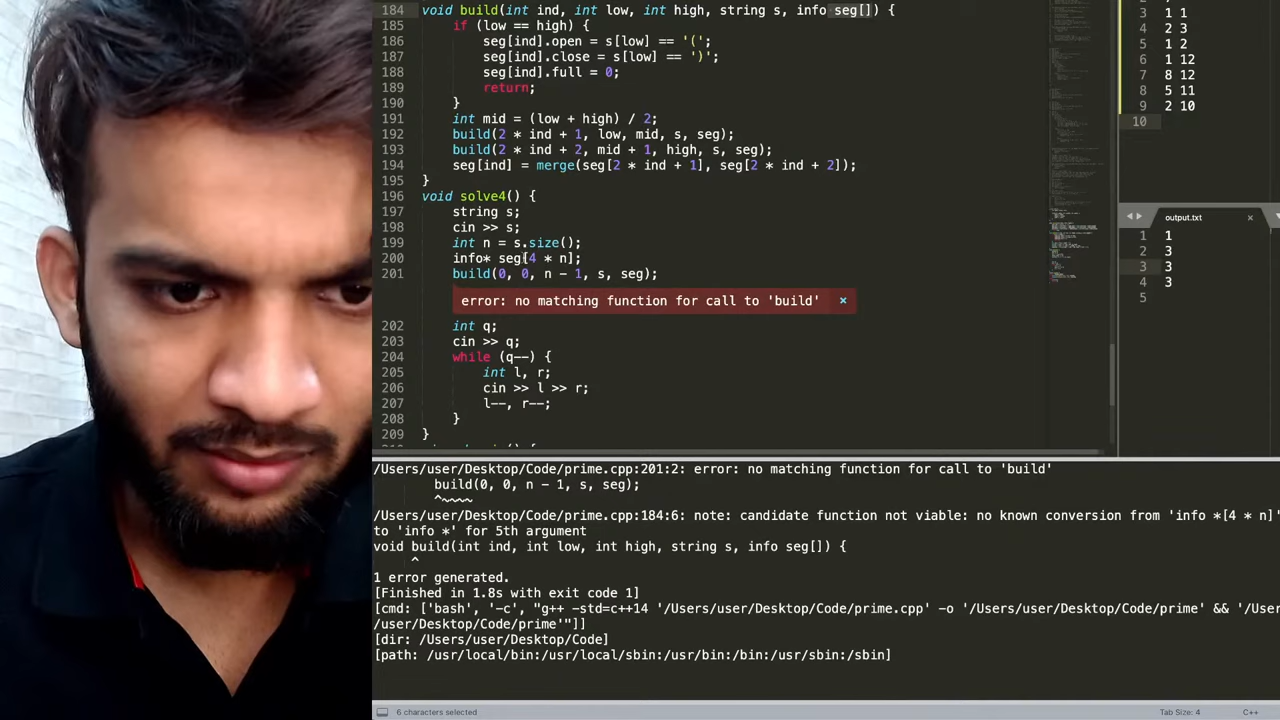 184 void build(int ind, int low, int high, string s, info seg[]) {
185 if (low == high) {
186 seg[ind].open = s[low] == '(';
187 seg[ind].close = s[low] == ')';
188 seg[ind].full = 0;
189 return;
190 }
191 int mid = (low + high) / 2;
192 build(2 * ind + 1, low, mid, s, seg);
193 build(2 * ind + 2, mid + 1, high, s, seg);
194 seg[ind] = merge(seg[2 * ind + 1], seg[2 * ind + 2]);
195 }
196 void solve4() {
197 string s;
198 cin >> s;
199 int n = s.size();
200 info* seg[4 * n];
201 build(0, 0, n - 1, s, seg);
error: no matching function for call to 'build' ×
202 int q;
203 cin >> q;
204 while (q--) {
205 int l, r;
206 cin >> l >> r;
207 l--, r--;
208 }
209 }
3 1 1
4 2 3
5 1 2
6 1 12
7 8 12
8 5 11
9 2 10
10
output.txt ×
1 1
2 3
3 3
4 3
5
/Users/user/Desktop/Code/prime.cpp:201:2: error: no matching function for call to 'build'
build(0, 0, n - 1, s, seg);
^~~~~
/Users/user/Desktop/Code/prime.cpp:184:6: note: candidate function not viable: no known conversion from 'info *[4 * n]'
to 'info *' for 5th argument
void build(int ind, int low, int high, string s, info seg[]) {
^
1 error generated.
[Finished in 1.8s with exit code 1]
[cmd: ['bash', '-c', "g++ -std=c++14 '/Users/user/Desktop/Code/prime.cpp' -o '/Users/user/Desktop/Code/prime' && '/Use
/user/Desktop/Code/prime'"]]
[dir: /Users/user/Desktop/Code]
[path: /usr/local/bin:/usr/local/sbin:/usr/bin:/bin:/usr/sbin:/sbin]
6 characters selected
Tab Size: 4
C++